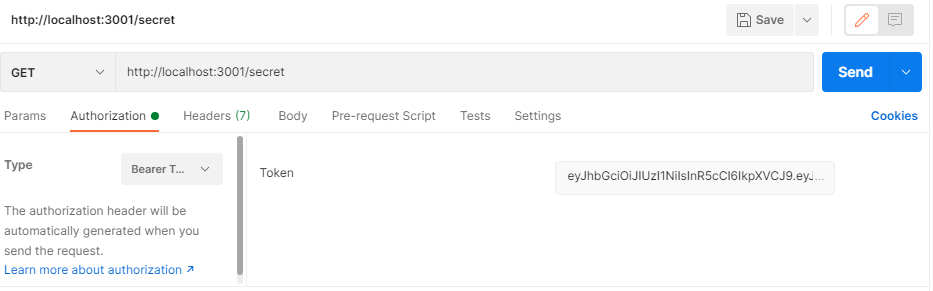 http://localhost:3001/secret
Save
GET
http://localhost:3001/secret
Send
Params
Authorization
Headers (7)
Body
Pre-request Script
Tests
Settings
Cookies
Type
Bearer T...
Token
eyJhbGciOiJIUzI1NiIsInR5cCI6IkpXVCJ9.eyJ...
The authorization header will be
automatically generated when you
send the request.
Learn more about authorization ↗